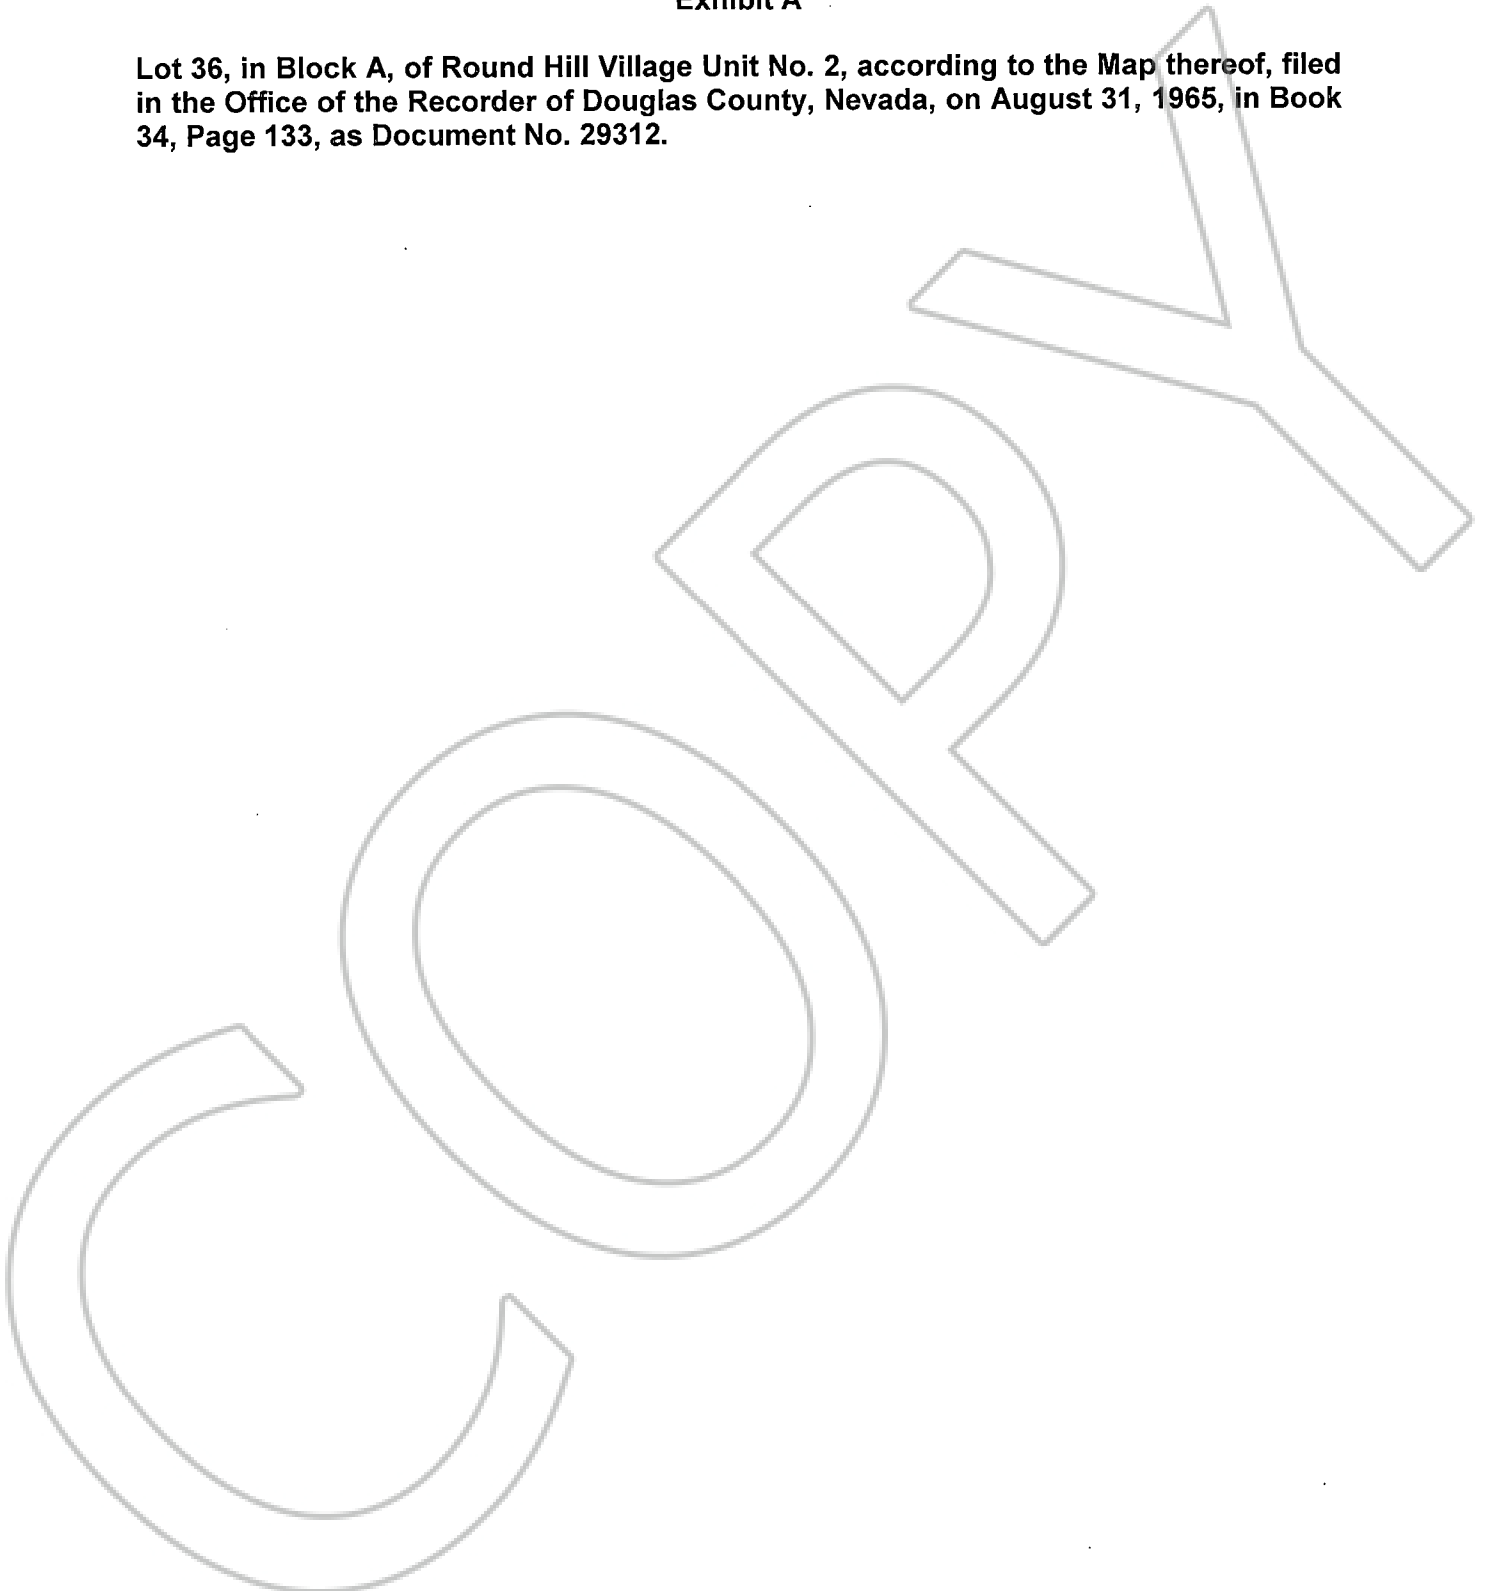 Exhibit A
Lot 36, in Block A, of Round Hill Village Unit No. 2, according to the Map thereof, filed
in the Office of the Recorder of Douglas County, Nevada, on August 31, 1965, in Book
34, Page 133, as Document No. 29312.
COPY